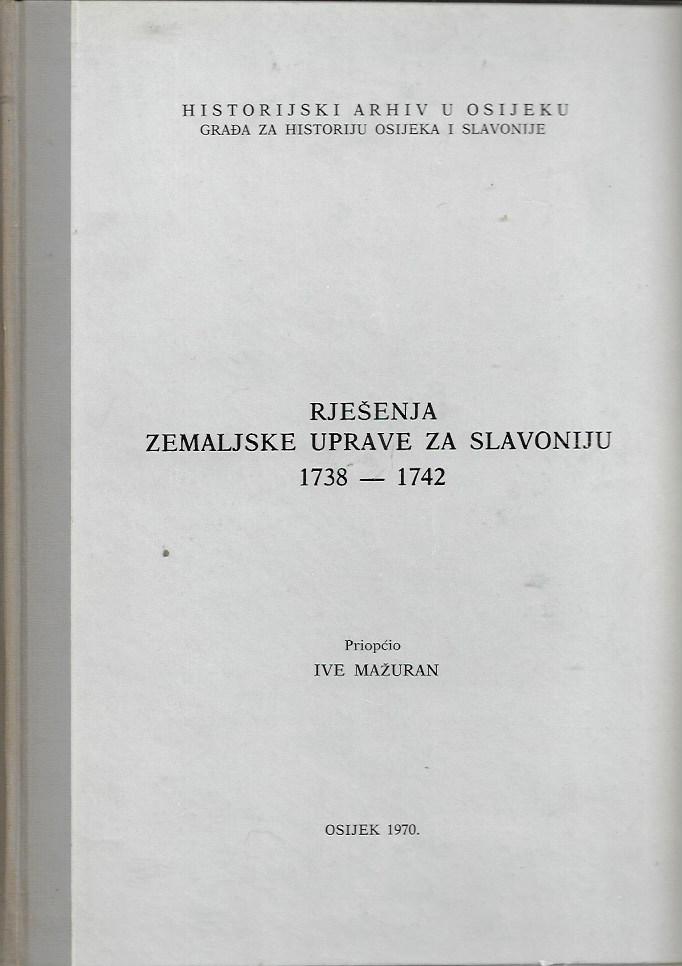 HISTORIJSKI ARHIV U OSIJEKU
GRAĐA ZA HISTORIJU OSIJEKA I SLAVONIJE
RJEŠENJA
ZEMALJSKE UPRAVE ZA SLAVONIJU
1738 — 1742
Priopćio
IVE MAŽURAN
OSIJEK 1970.